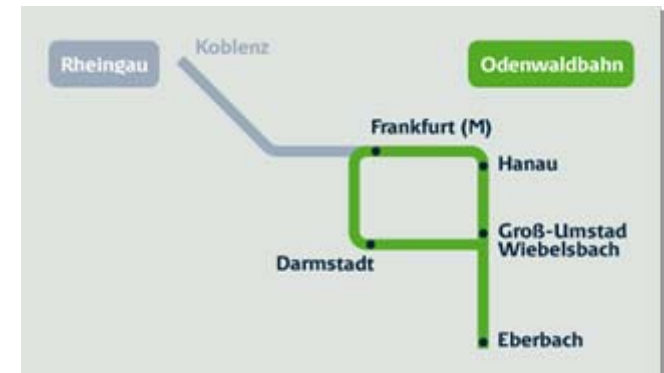 Koblenz
Rheingau
Odenwaldbahn
Frankfurt (M)
Hanau
Groß-Umstad
Wiebelsbach
Darmstadt
Eberbach